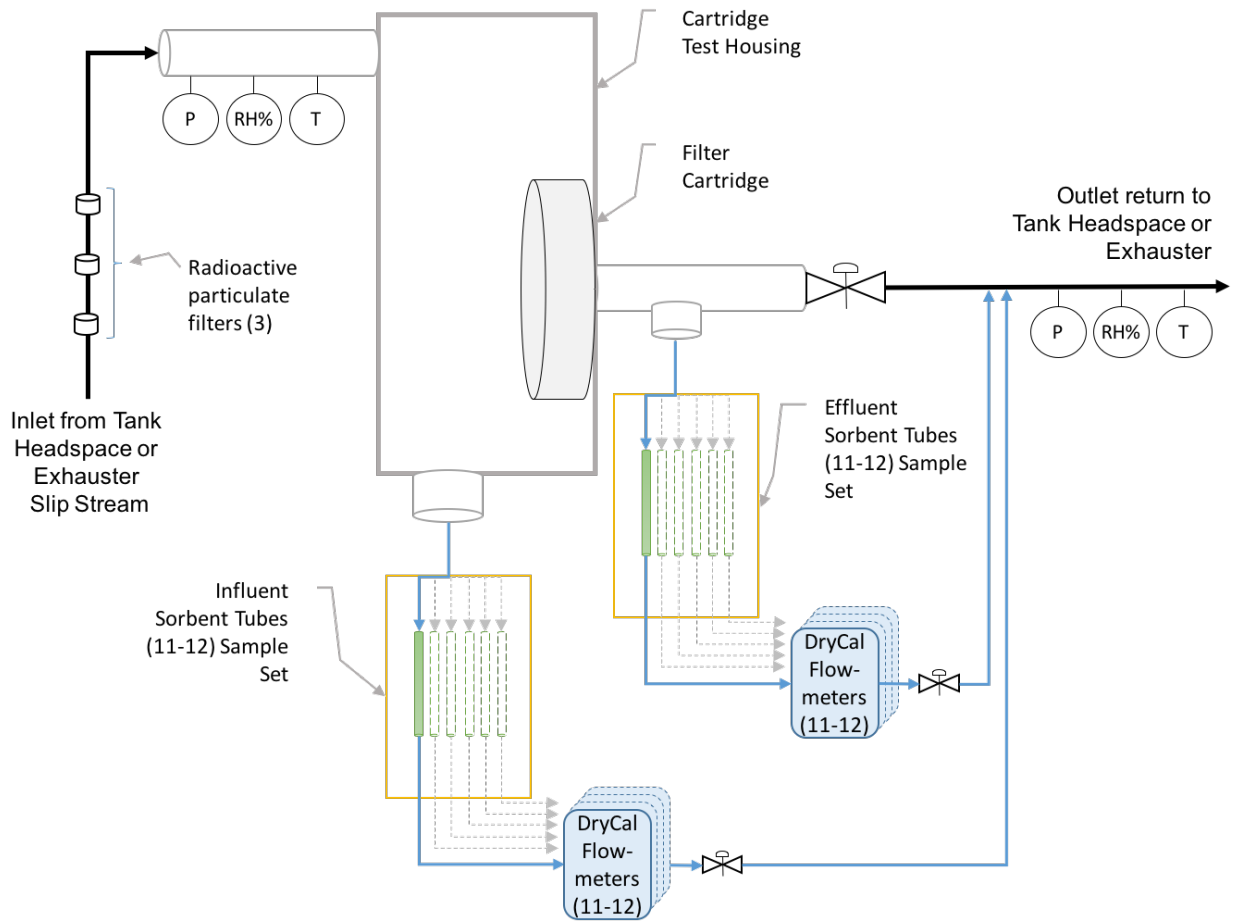 Cartridge
Test Housing
P
RH%
T
Filter
Cartridge
Outlet return to
Tank Headspace or
Exhauster
Radioactive
particulate
filters (3)
P
RH%
T
Inlet from Tank
Headspace or
Exhauster
Slip Stream
Effluent
Sorbent Tubes
(11-12) Sample
Set
Influent
Sorbent Tubes
(11-12) Sample
Set
DryCal
Flow-
meters
(11-12)
DryCal
Flow-
meters
(11-12)